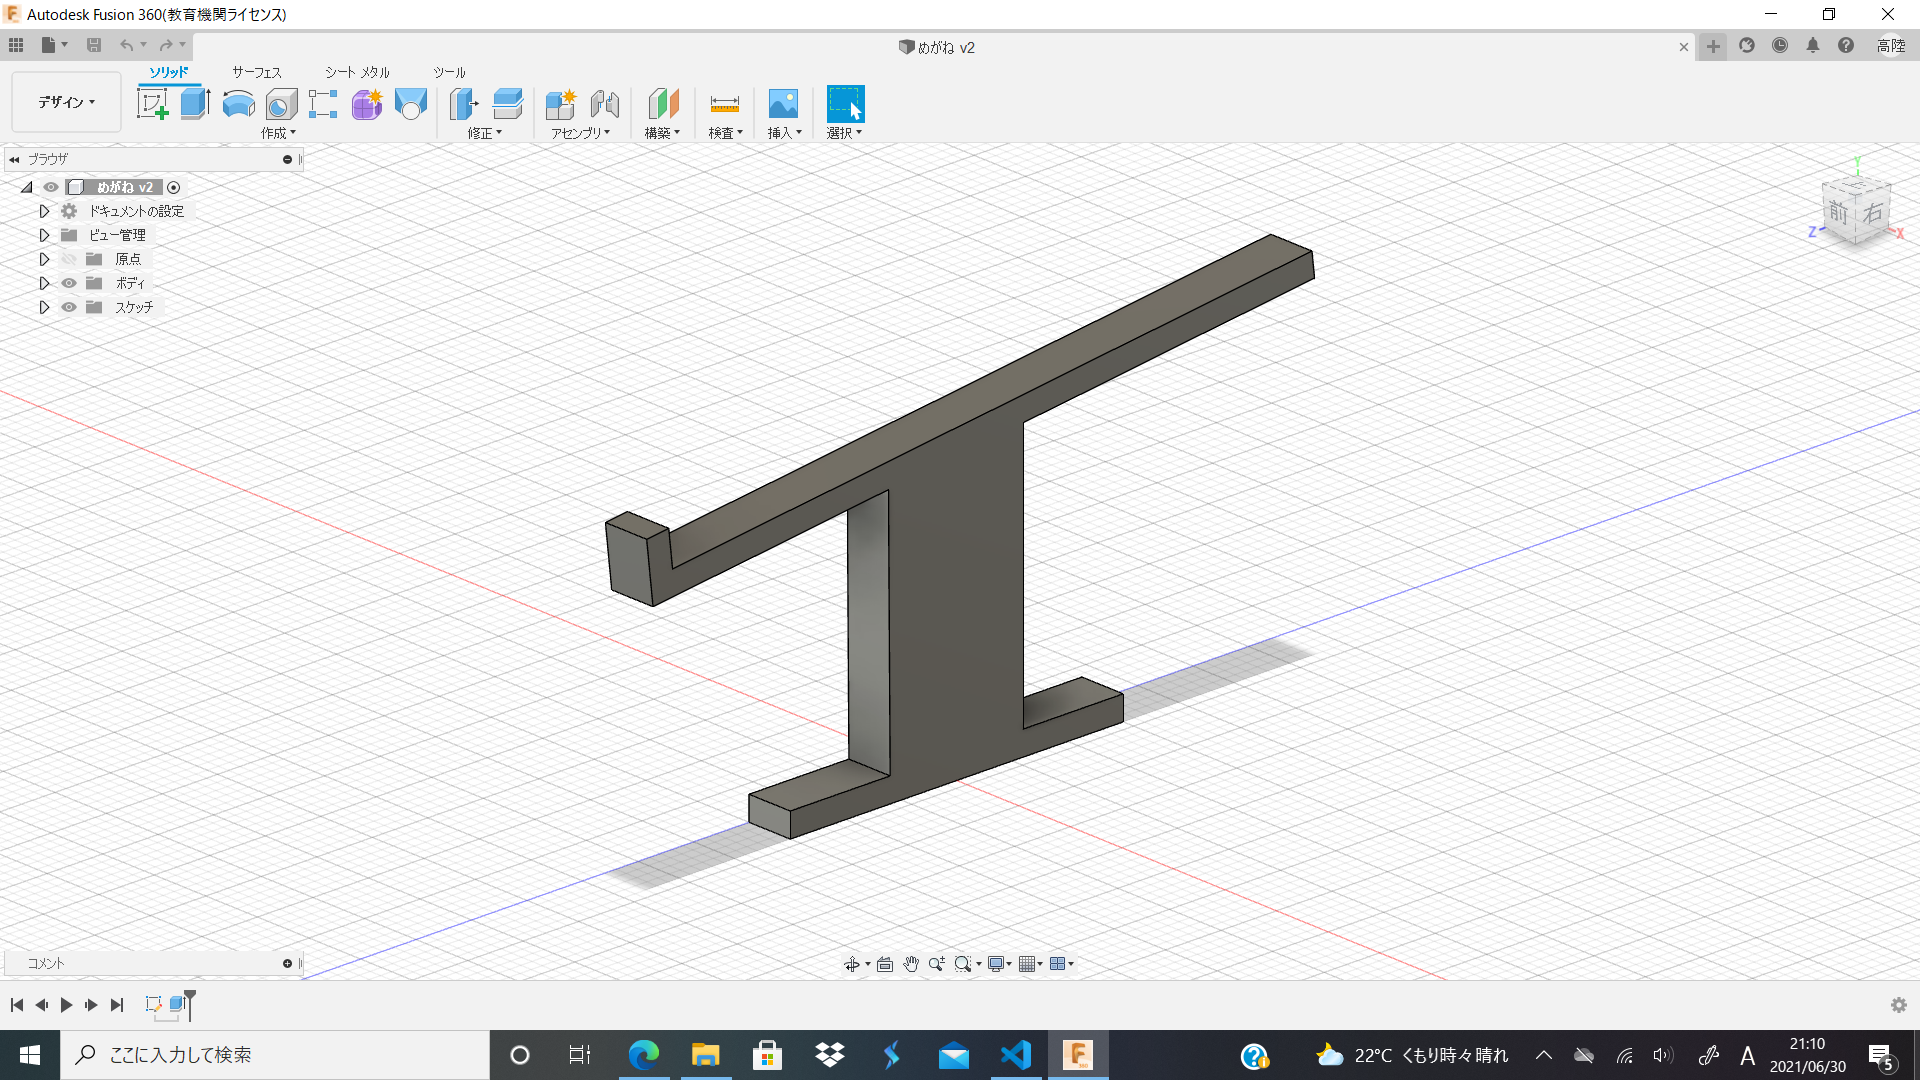 Autodesk Fusion 360(教育機関ライセンス)
めがね v2
高陸
デザイン
ソリッド サーフェス シート メタル ツール
作成 修正 アセンブリ 構築 検査 挿入 選択
ブラウザ
めがね v2
ドキュメントの設定
ビュー管理
原点
ボディ
スケッチ
Y
上
前 右
Z X
コメント
ここに入力して検索
22°C くもり時々晴れ
A
21:10
2021/06/30
5